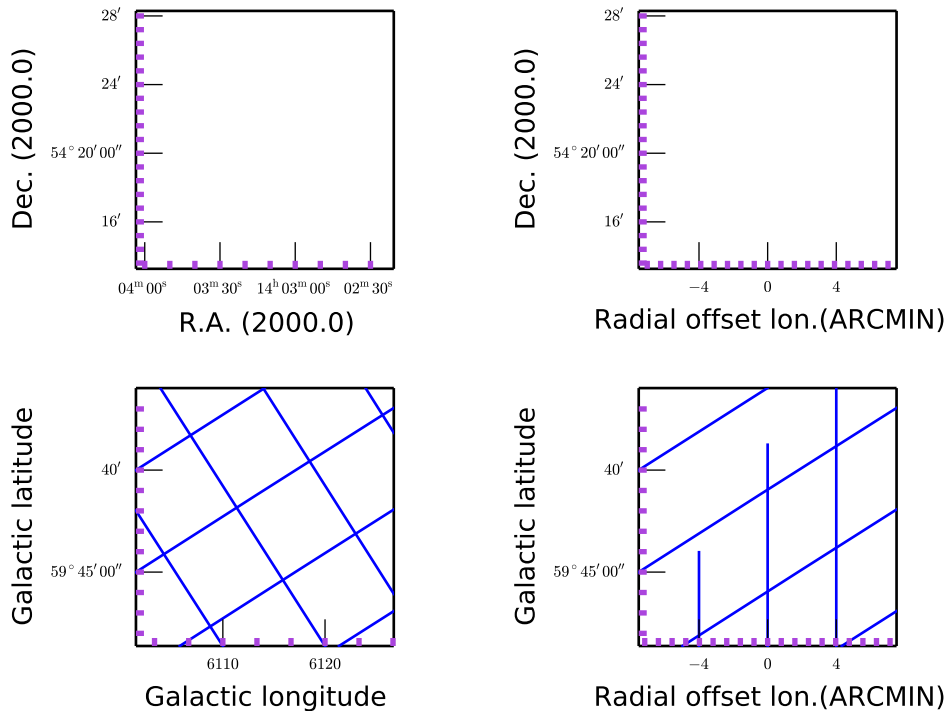 28′
24′
54° 20′ 00″
16′
Dec. (2000.0)
04ᵐ 00ˢ 03ᵐ 30ˢ 14ʰ 03ᵐ 00ˢ 02ᵐ 30ˢ
R.A. (2000.0)
28′
24′
54° 20′ 00″
16′
Dec. (2000.0)
−4 0 4
Radial offset lon.(ARCMIN)
40′
59° 45′ 00″
Galactic latitude
6110 6120
Galactic longitude
40′
59° 45′ 00″
Galactic latitude
−4 0 4
Radial offset lon.(ARCMIN)